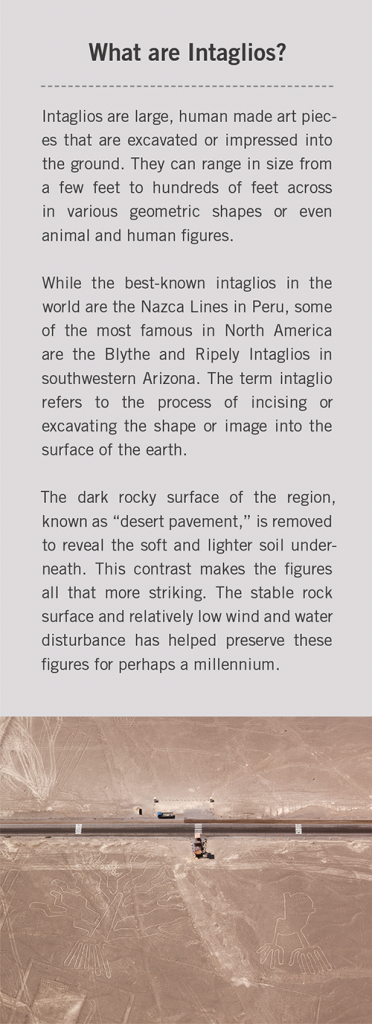 What are Intaglios?
Intaglios are large, human made art piec-
es that are excavated or impressed into
the ground. They can range in size from
a few feet to hundreds of feet across
in various geometric shapes or even
animal and human figures.
While the best-known intaglios in the
world are the Nazca Lines in Peru, some
of the most famous in North America
are the Blythe and Ripely Intaglios in
southwestern Arizona. The term intaglio
refers to the process of incising or
excavating the shape or image into the
surface of the earth.
The dark rocky surface of the region,
known as “desert pavement,” is removed
to reveal the soft and lighter soil under-
neath. This contrast makes the figures
all that more striking. The stable rock
surface and relatively low wind and water
disturbance has helped preserve these
figures for perhaps a millennium.